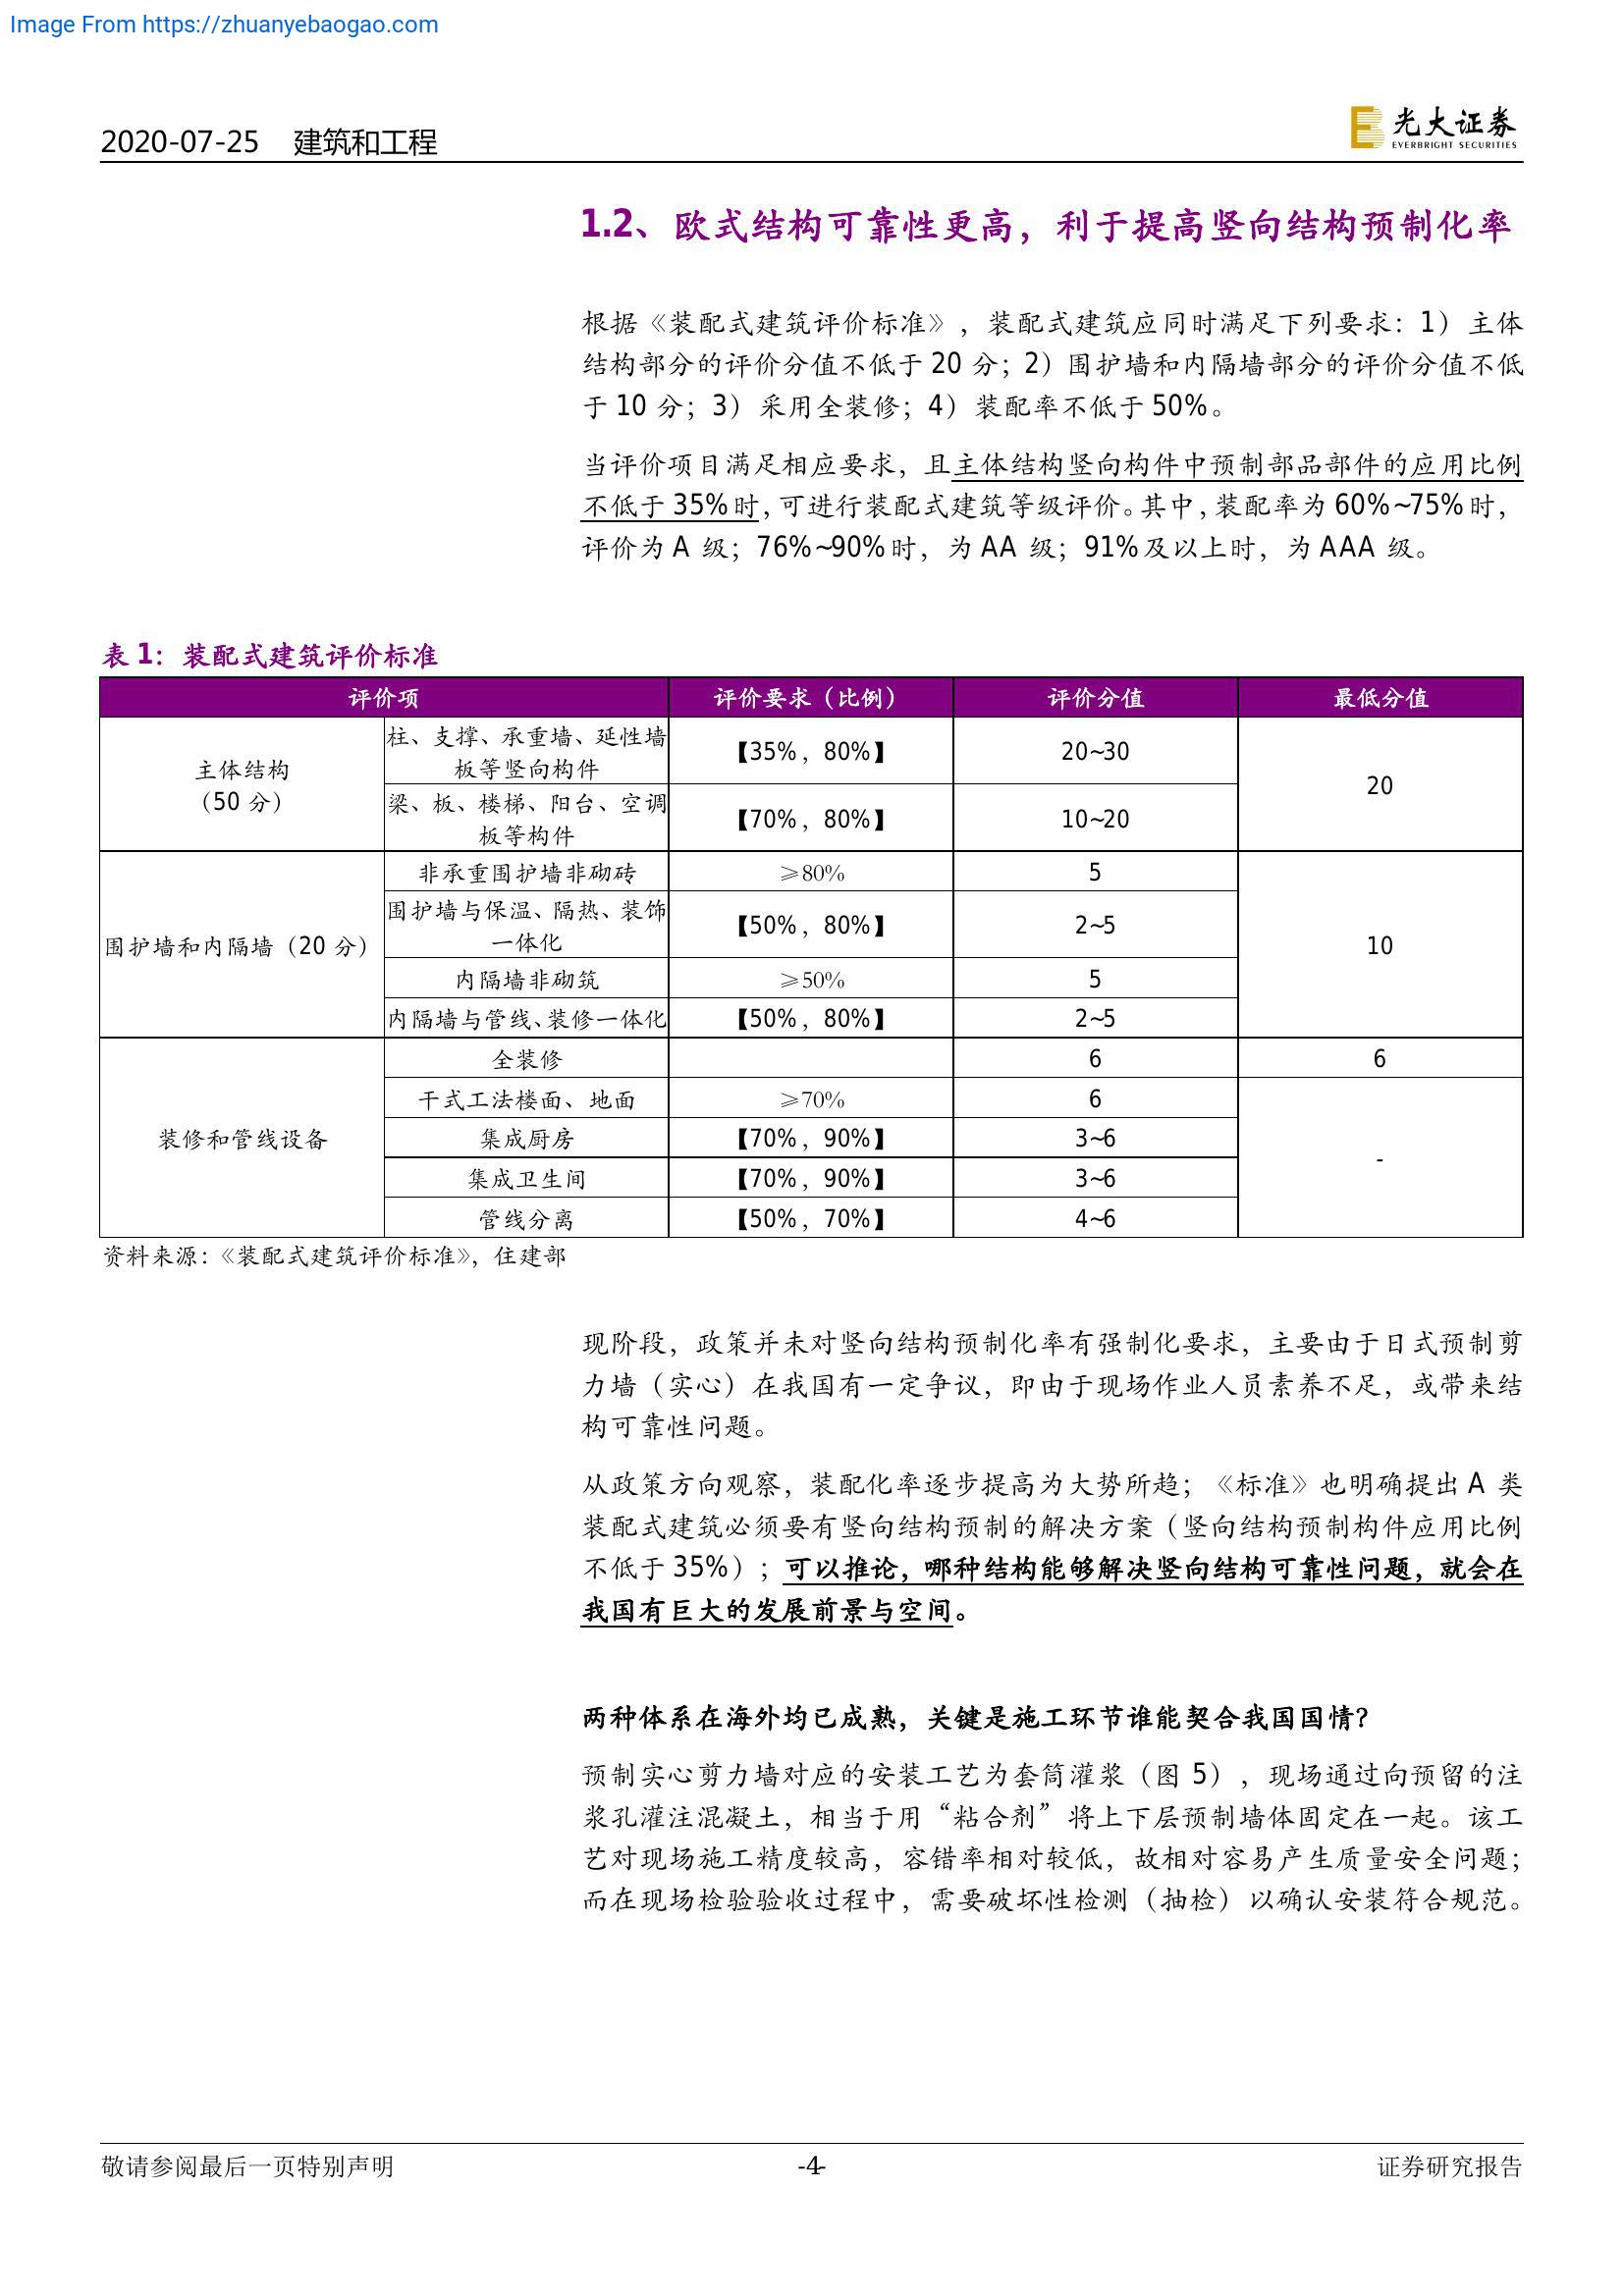 Image From https://zhuanyebaogao.com
2020-07-25 建筑和工程
光大证券
EVERBRIGHT SECURITIES
1.2、欧式结构可靠性更高，利于提高竖向结构预制化率
根据《装配式建筑评价标准》，装配式建筑应同时满足下列要求：1）主体
结构部分的评价分值不低于 20 分；2）围护墙和内隔墙部分的评价分值不低
于 10 分；3）采用全装修；4）装配率不低于 50%。
当评价项目满足相应要求，且主体结构竖向构件中预制部品部件的应用比例
不低于 35%时，可进行装配式建筑等级评价。其中，装配率为 60%~75%时，
评价为 A 级；76%~90%时，为 AA 级；91%及以上时，为 AAA 级。
表 1：装配式建筑评价标准
评价项 评价要求（比例） 评价分值 最低分值
主体结构
（50 分）
柱、支撑、承重墙、延性墙
板等竖向构件
【35%，80%】 20~30
20
梁、板、楼梯、阳台、空调
板等构件
【70%，80%】 10~20
围护墙和内隔墙（20 分）
非承重围护墙非砌砖 ≥80% 5
10
围护墙与保温、隔热、装饰
一体化
【50%，80%】 2~5
内隔墙非砌筑 ≥50% 5
内隔墙与管线、装修一体化 【50%，80%】 2~5
装修和管线设备
全装修 6 6
干式工法楼面、地面 ≥70% 6
-
集成厨房 【70%，90%】 3~6
集成卫生间 【70%，90%】 3~6
管线分离 【50%，70%】 4~6
资料来源：《装配式建筑评价标准》，住建部
现阶段，政策并未对竖向结构预制化率有强制化要求，主要由于日式预制剪
力墙（实心）在我国有一定争议，即由于现场作业人员素养不足，或带来结
构可靠性问题。
从政策方向观察，装配化率逐步提高为大势所趋；《标准》也明确提出 A 类
装配式建筑必须要有竖向结构预制的解决方案（竖向结构预制构件应用比例
不低于 35%）；可以推论，哪种结构能够解决竖向结构可靠性问题，就会在
我国有巨大的发展前景与空间。
两种体系在海外均已成熟，关键是施工环节谁能契合我国国情？
预制实心剪力墙对应的安装工艺为套筒灌浆（图 5），现场通过向预留的注
浆孔灌注混凝土，相当于用“粘合剂”将上下层预制墙体固定在一起。该工
艺对现场施工精度较高，容错率相对较低，故相对容易产生质量安全问题；
而在现场检验验收过程中，需要破坏性检测（抽检）以确认安装符合规范。
敬请参阅最后一页特别声明 -4- 证券研究报告